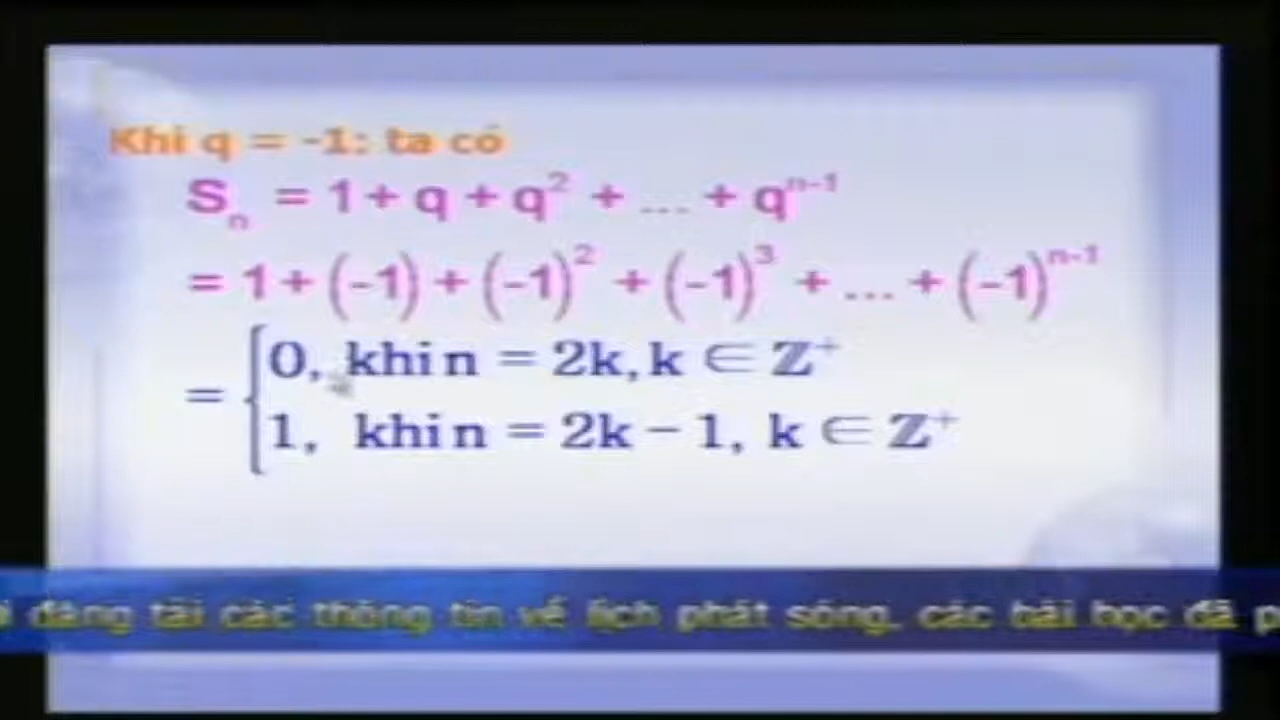 Khi q = -1: ta có
Sₙ = 1 + q + q² + ... + qⁿ⁻¹
= 1 + (-1) + (-1)² + (-1)³ + ... + (-1)ⁿ⁻¹
= { 0, khi n = 2k, k ∈ ℤ⁺
1, khi n = 2k − 1, k ∈ ℤ⁺
đăng tải các thông tin về lịch phát sóng, các bài học đã